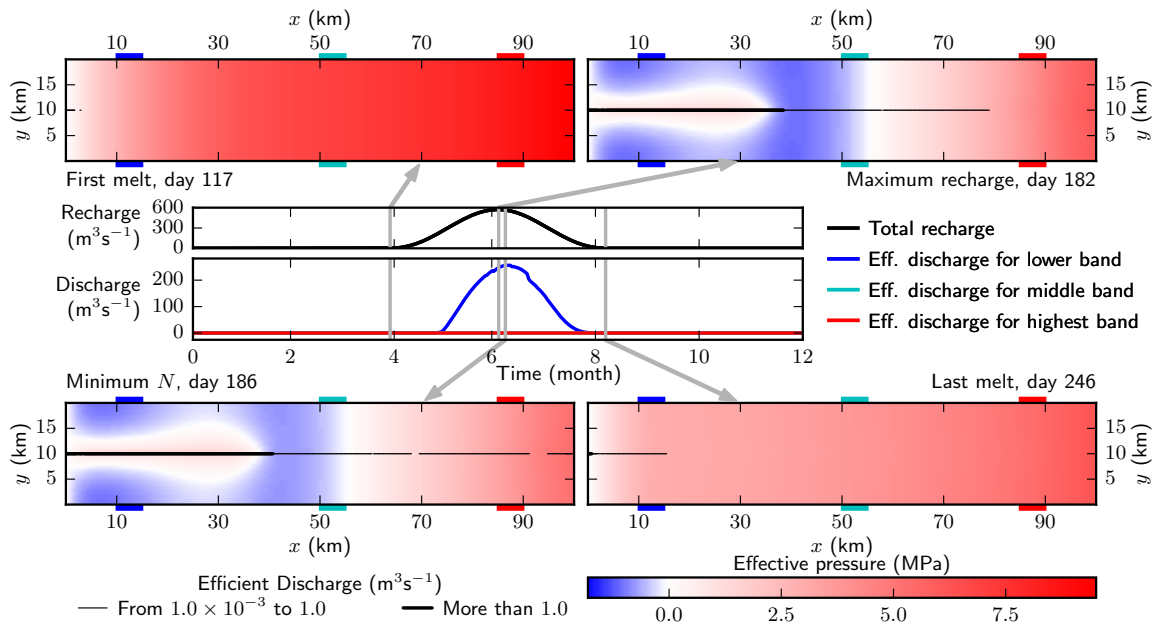 x (km)
x (km)
10 30 50 70 90
10 30 50 70 90
y (km)
15
10
5
15
10
5
y (km)
First melt, day 117
Maximum recharge, day 182
Recharge
(m³s⁻¹)
600
300
0
Discharge
(m³s⁻¹)
200
100
0
0 2 4 6 8 10 12
Time (month)
Total recharge
Eff. discharge for lower band
Eff. discharge for middle band
Eff. discharge for highest band
Minimum N, day 186
Last melt, day 246
y (km)
15
10
5
15
10
5
y (km)
10 30 50 70 90
10 30 50 70 90
x (km)
x (km)
Efficient Discharge (m³s⁻¹)
From 1.0 × 10⁻³ to 1.0
More than 1.0
Effective pressure (MPa)
0.0 2.5 5.0 7.5